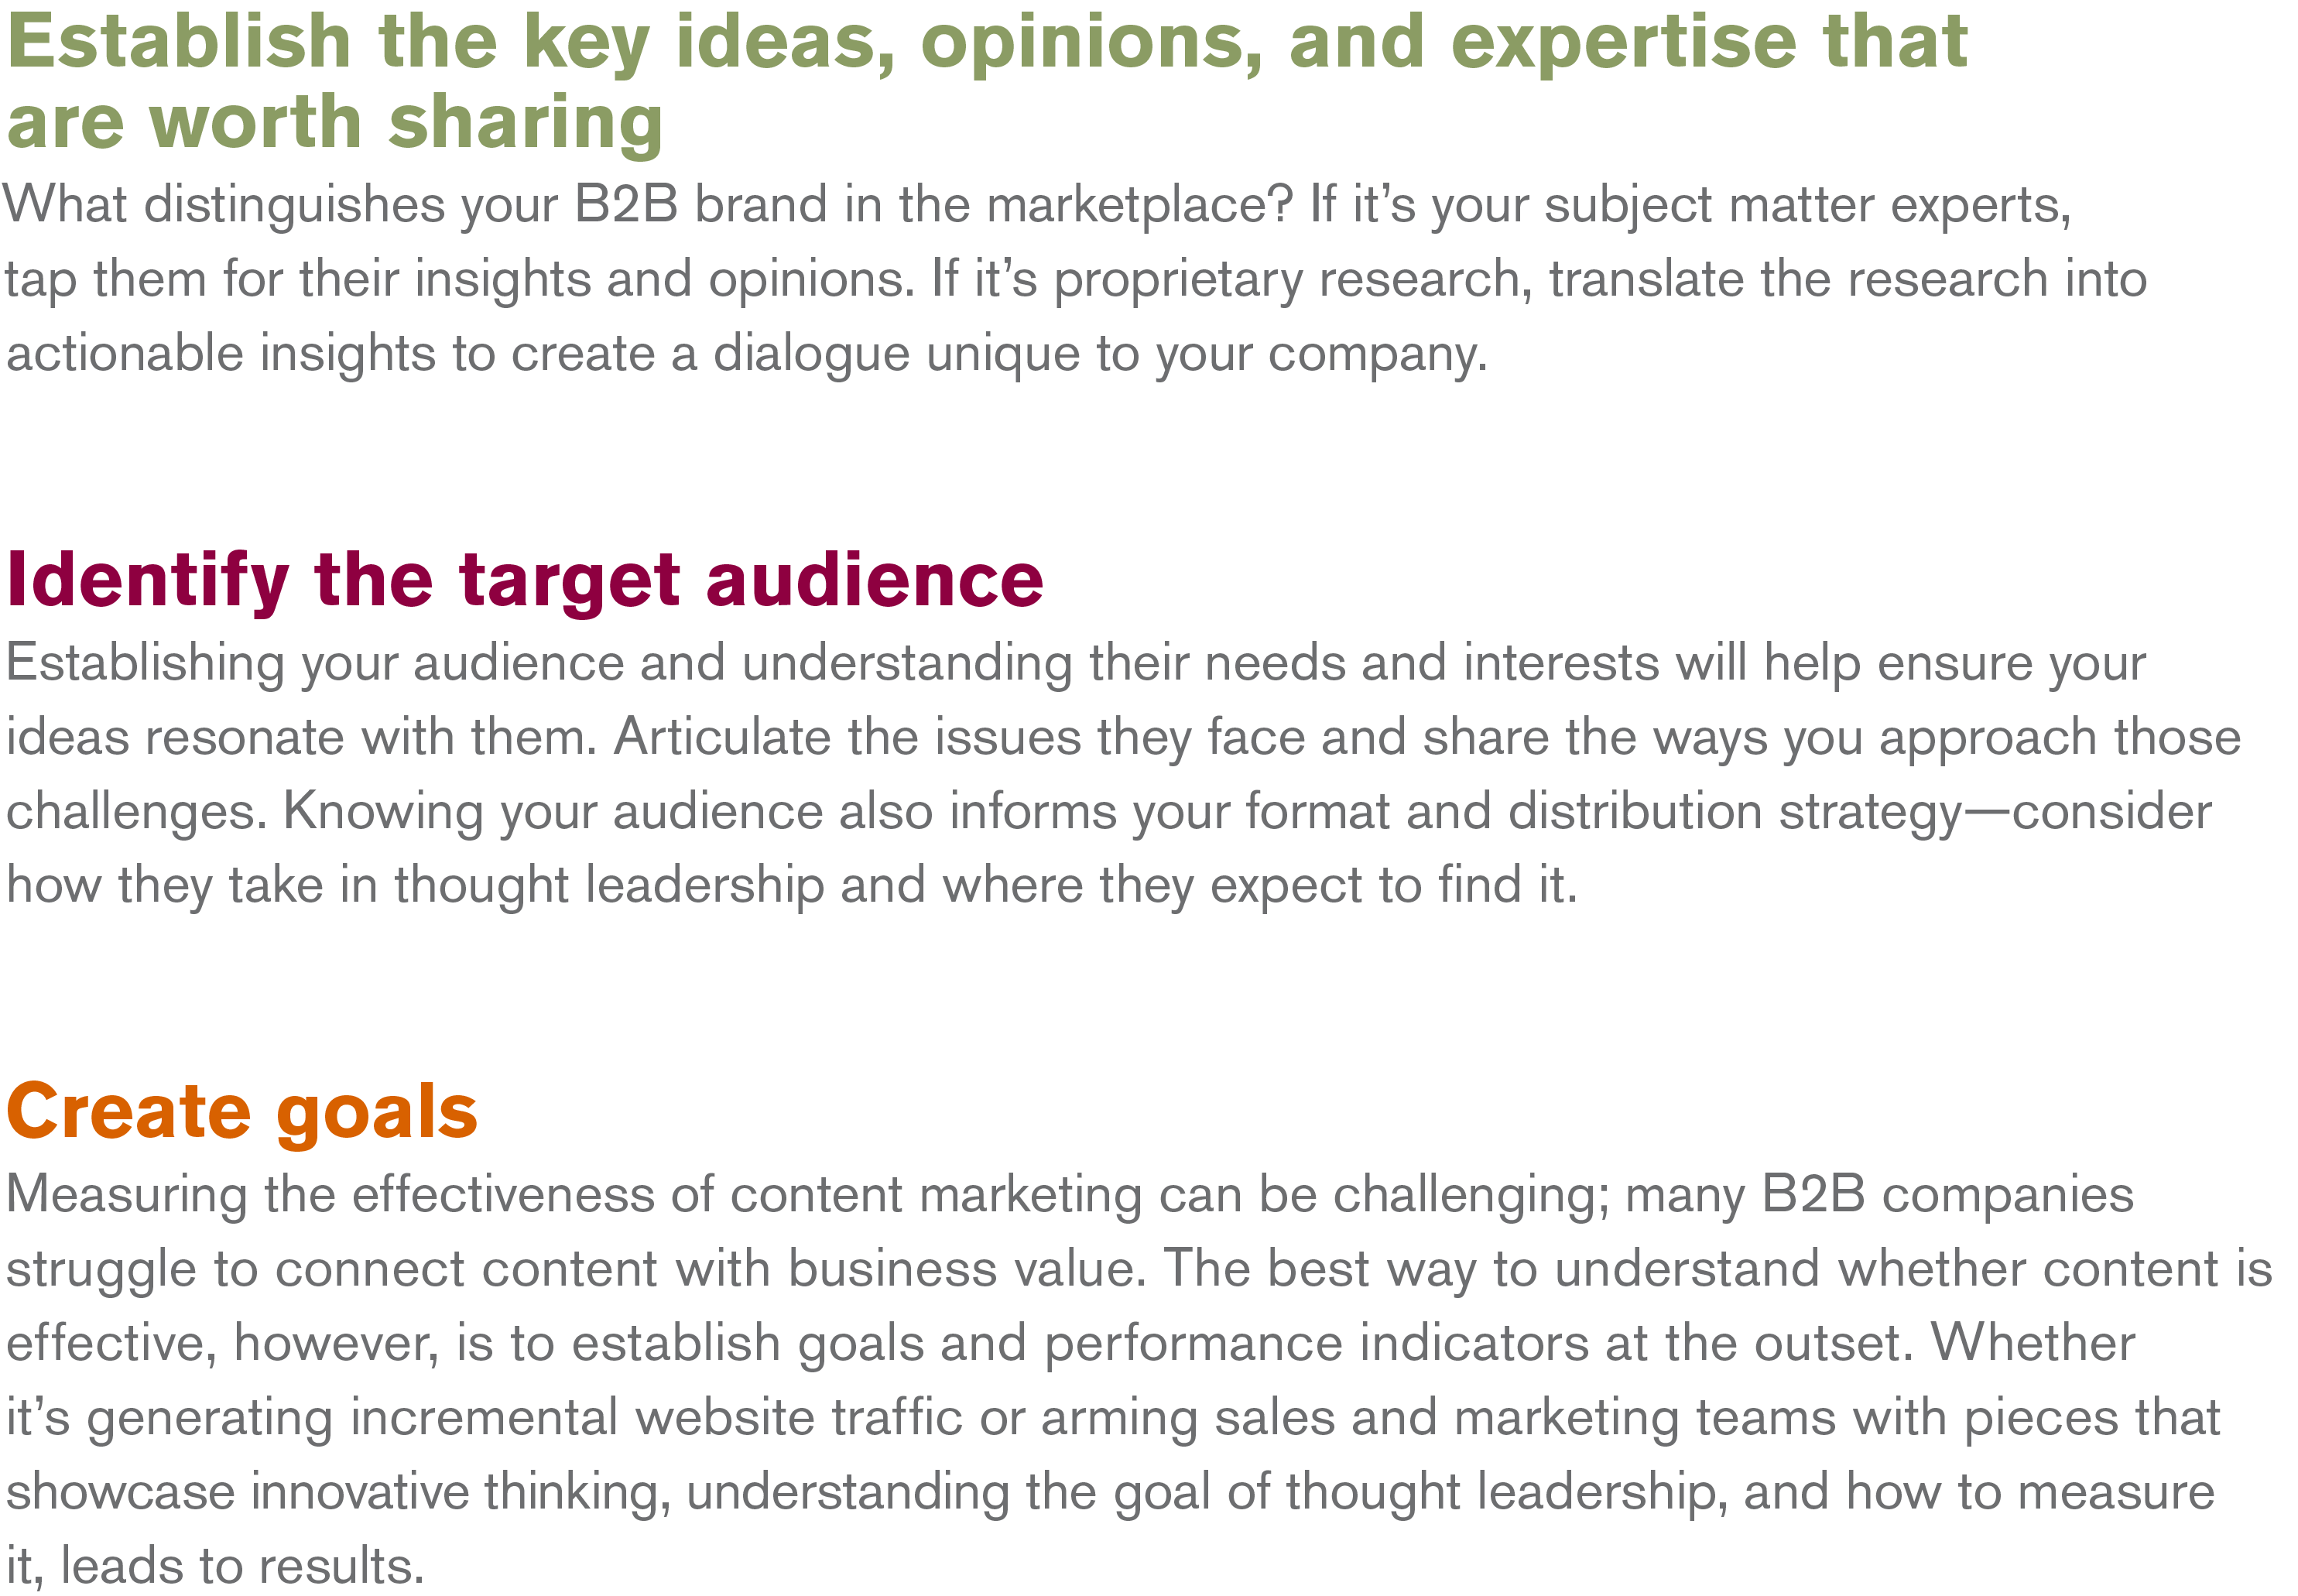 Establish the key ideas, opinions, and expertise that
are worth sharing
What distinguishes your B2B brand in the marketplace? If it’s your subject matter experts,
tap them for their insights and opinions. If it’s proprietary research, translate the research into
actionable insights to create a dialogue unique to your company.
Identify the target audience
Establishing your audience and understanding their needs and interests will help ensure your
ideas resonate with them. Articulate the issues they face and share the ways you approach those
challenges. Knowing your audience also informs your format and distribution strategy—consider
how they take in thought leadership and where they expect to find it.
Create goals
Measuring the effectiveness of content marketing can be challenging; many B2B companies
struggle to connect content with business value. The best way to understand whether content is
effective, however, is to establish goals and performance indicators at the outset. Whether
it’s generating incremental website traffic or arming sales and marketing teams with pieces that
showcase innovative thinking, understanding the goal of thought leadership, and how to measure
it, leads to results.